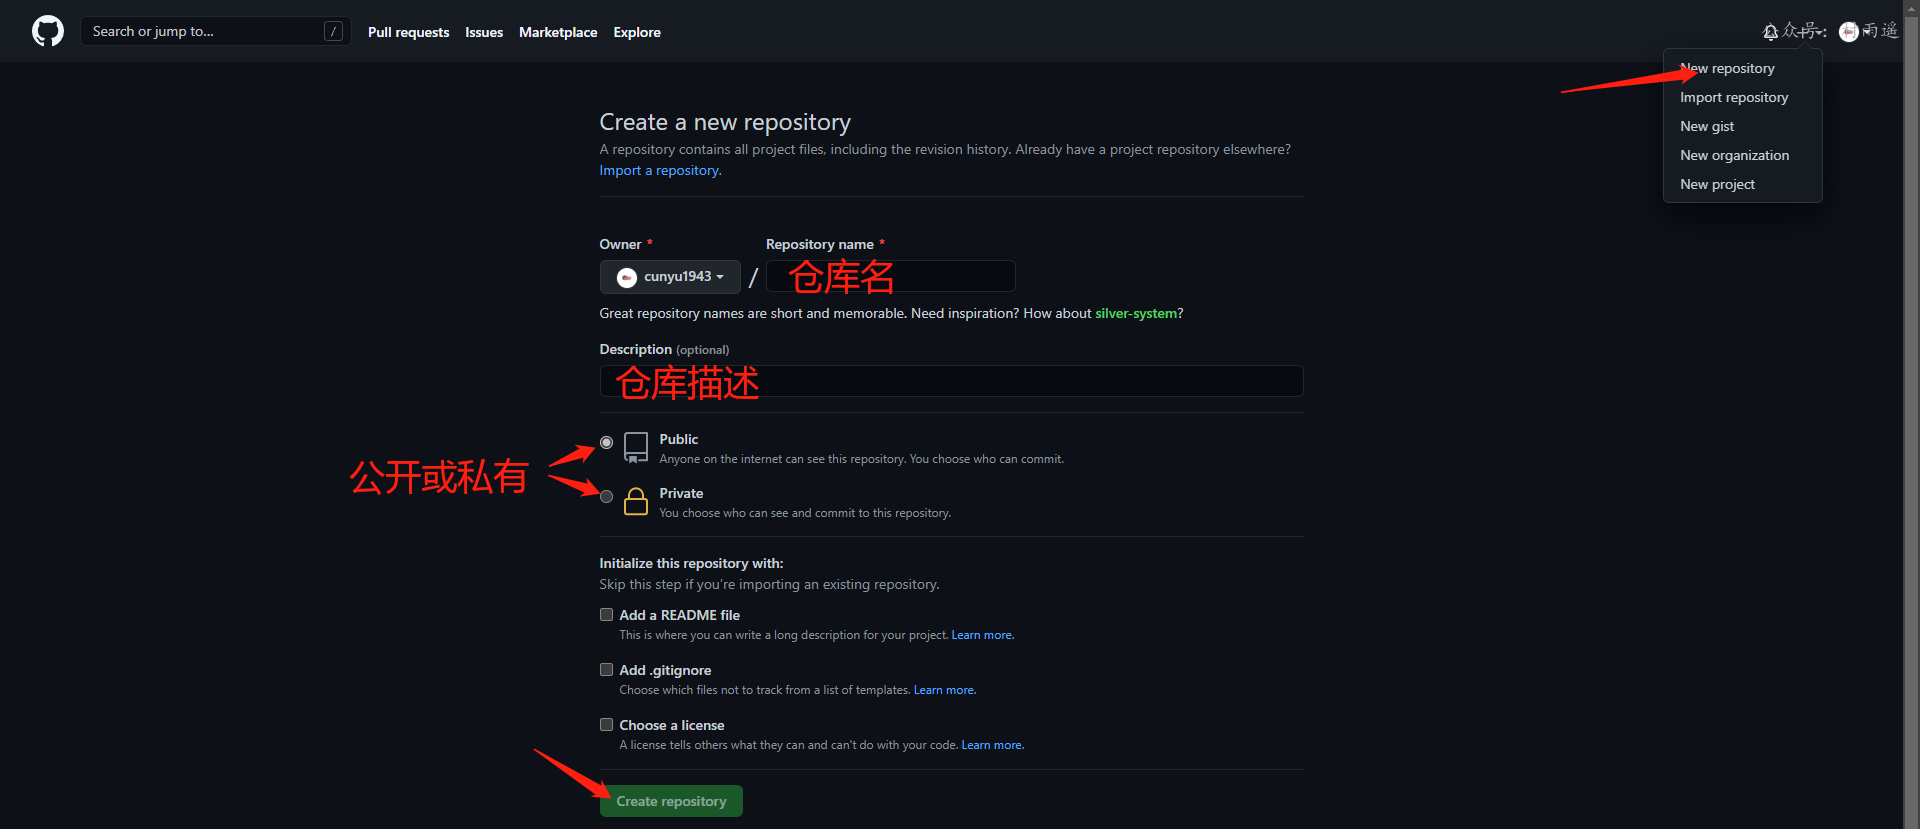 Search or jump to...
/
Pull requests
Issues
Marketplace
Explore
公众号:
雨遥
New repository
Import repository
New gist
New organization
New project
Create a new repository
A repository contains all project files, including the revision history. Already have a project repository elsewhere?
Import a repository.
Owner *
Repository name *
cunyu1943
/
仓库名
Great repository names are short and memorable. Need inspiration? How about silver-system?
Description (optional)
仓库描述
公开或私有
Public
Anyone on the internet can see this repository. You choose who can commit.
Private
You choose who can see and commit to this repository.
Initialize this repository with:
Skip this step if you're importing an existing repository.
Add a README file
This is where you can write a long description for your project. Learn more.
Add .gitignore
Choose which files not to track from a list of templates. Learn more.
Choose a license
A license tells others what they can and can't do with your code. Learn more.
Create repository